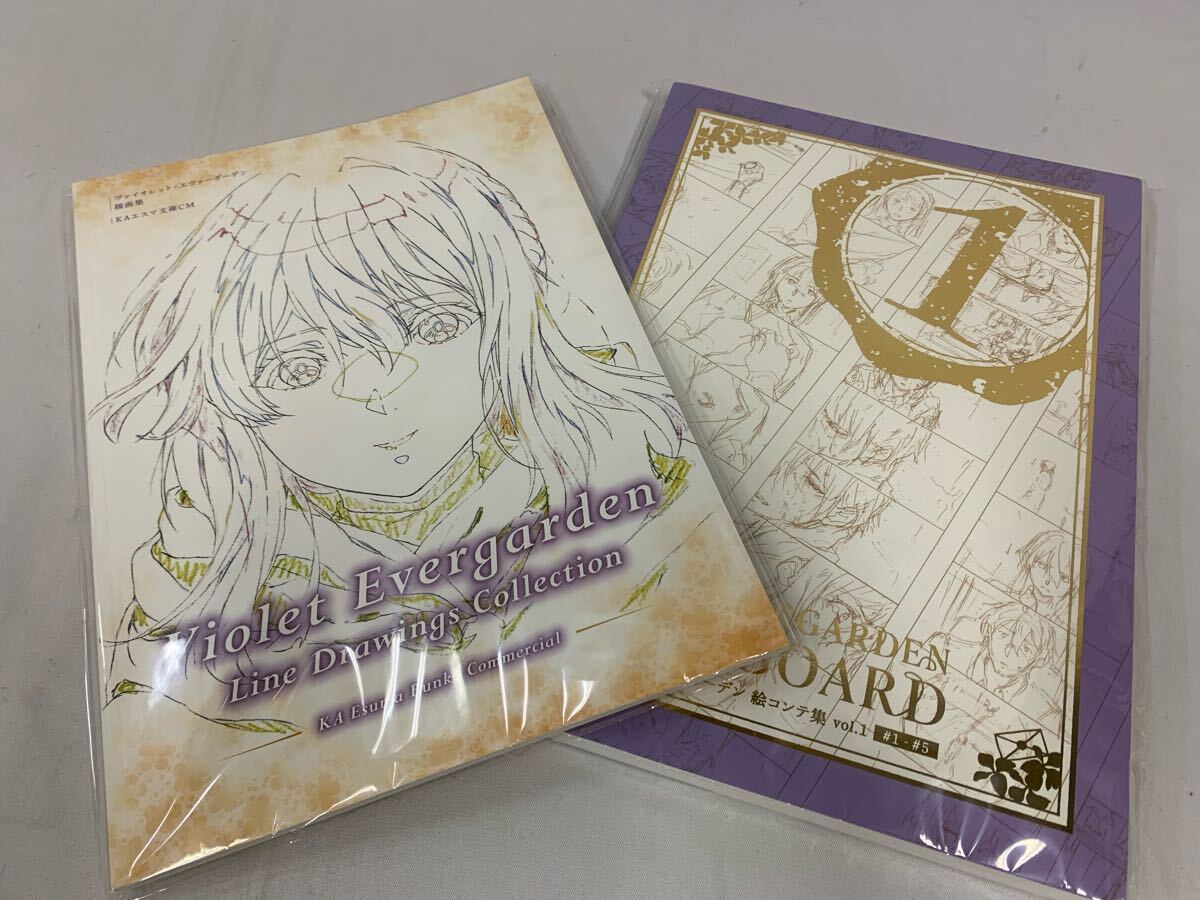 ヴァイオレット・エヴァーガーデン
線画集
KAエスマ文庫CM
Violet Evergarden
Line Drawings Collection
KA Esuma Bunko Commercial
1
GARDEN
OARD
デン 絵コンテ集 vol.1 #1-#5